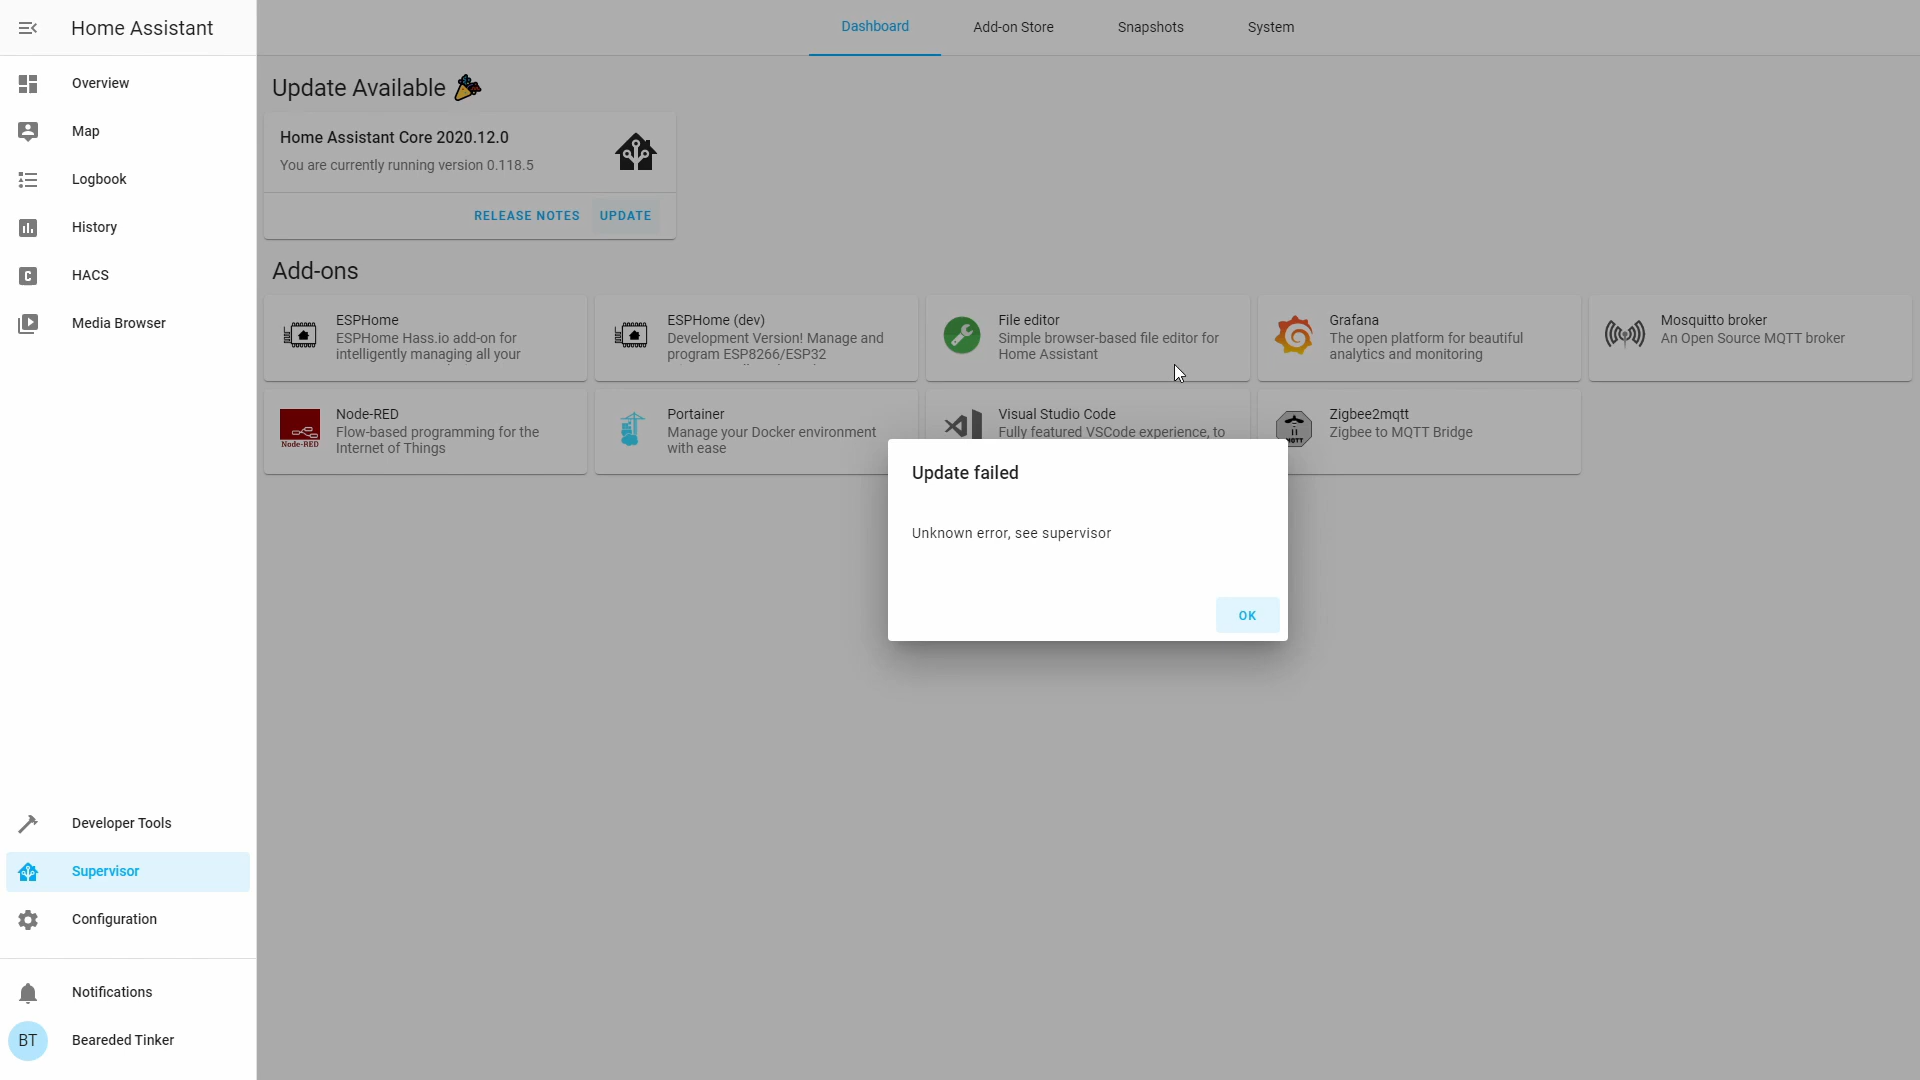 Home Assistant
Overview
Map
Logbook
History
HACS
Media Browser
Developer Tools
Supervisor
Configuration
Notifications
BT
Bearded Tinker
Dashboard
Add-on Store
Snapshots
System
Update Available
Home Assistant Core 2020.12.0
You are currently running version 0.118.5
RELEASE NOTES
UPDATE
Add-ons
ESPHome
ESPHome Hass.io add-on for
intelligently managing all your
ESPHome (dev)
Development Version! Manage and
program ESP8266/ESP32
File editor
Simple browser-based file editor for
Home Assistant
Grafana
The open platform for beautiful
analytics and monitoring
Mosquitto broker
An Open Source MQTT broker
Node-RED
Node-RED
Flow-based programming for the
Internet of Things
Portainer
Manage your Docker environment
with ease
Visual Studio Code
Fully featured VSCode experience, to
MQTT
Zigbee2mqtt
Zigbee to MQTT Bridge
Update failed
Unknown error, see supervisor
OK